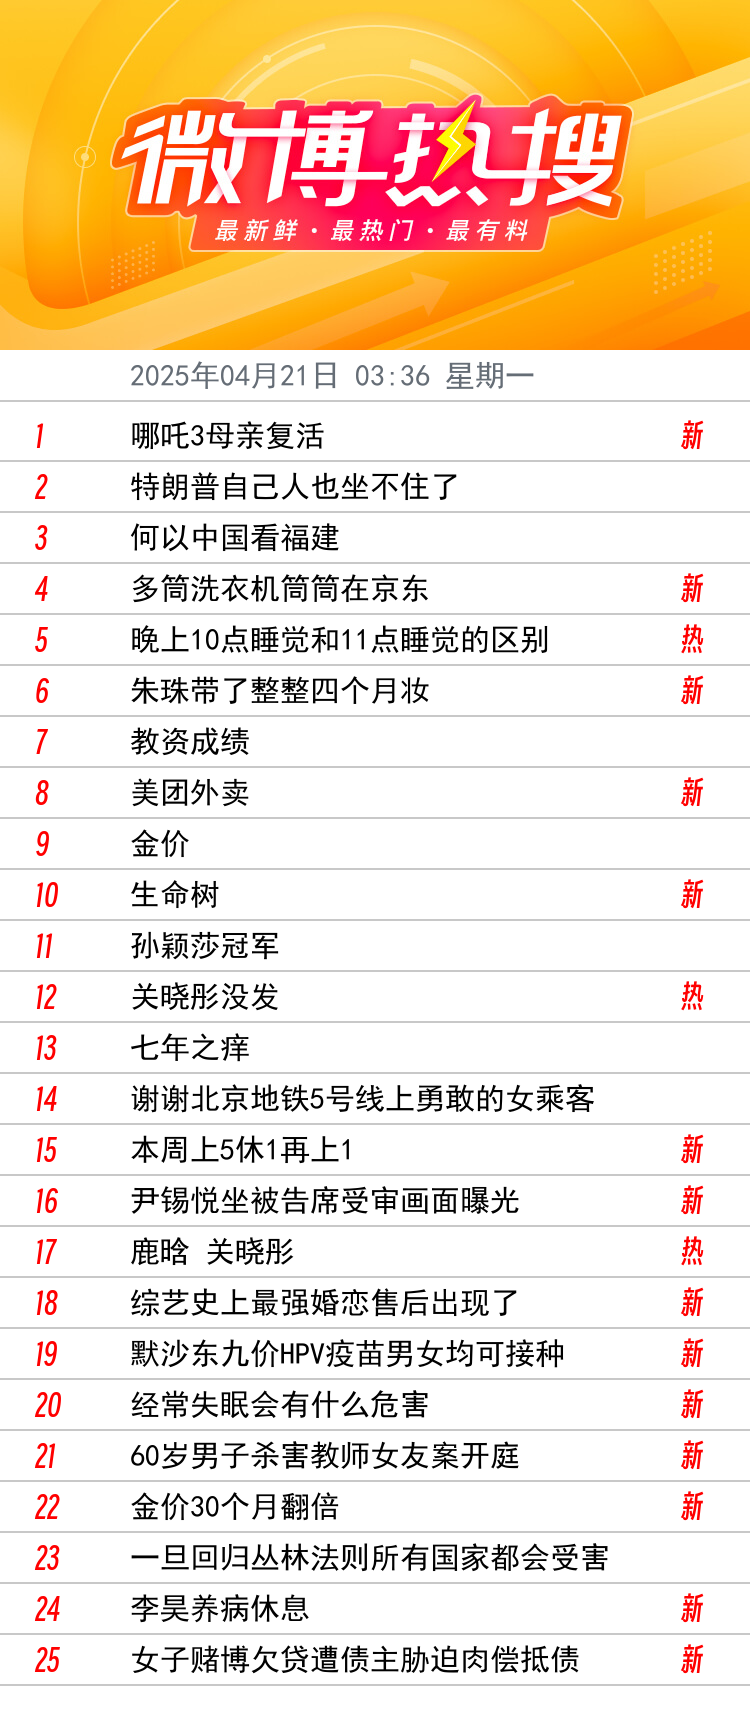 微博热搜
最新鲜·最热门·最有料
2025年04月21日 03:36 星期一
1 哪吒3母亲复活 新
2 特朗普自己人也坐不住了
3 何以中国看福建
4 多筒洗衣机筒筒在京东 新
5 晚上10点睡觉和11点睡觉的区别 热
6 朱珠带了整整四个月妆 新
7 教资成绩
8 美团外卖 新
9 金价
10 生命树 新
11 孙颖莎冠军
12 关晓彤没发 热
13 七年之痒
14 谢谢北京地铁5号线上勇敢的女乘客
15 本周上5休1再上1 新
16 尹锡悦坐被告席受审画面曝光 新
17 鹿晗 关晓彤 热
18 综艺史上最强婚恋售后出现了 新
19 默沙东九价HPV疫苗男女均可接种 新
20 经常失眠会有什么危害 新
21 60岁男子杀害教师女友案开庭 新
22 金价30个月翻倍 新
23 一旦回归丛林法则所有国家都会受害
24 李昊养病休息 新
25 女子赌博欠贷遭债主胁迫肉偿抵债 新